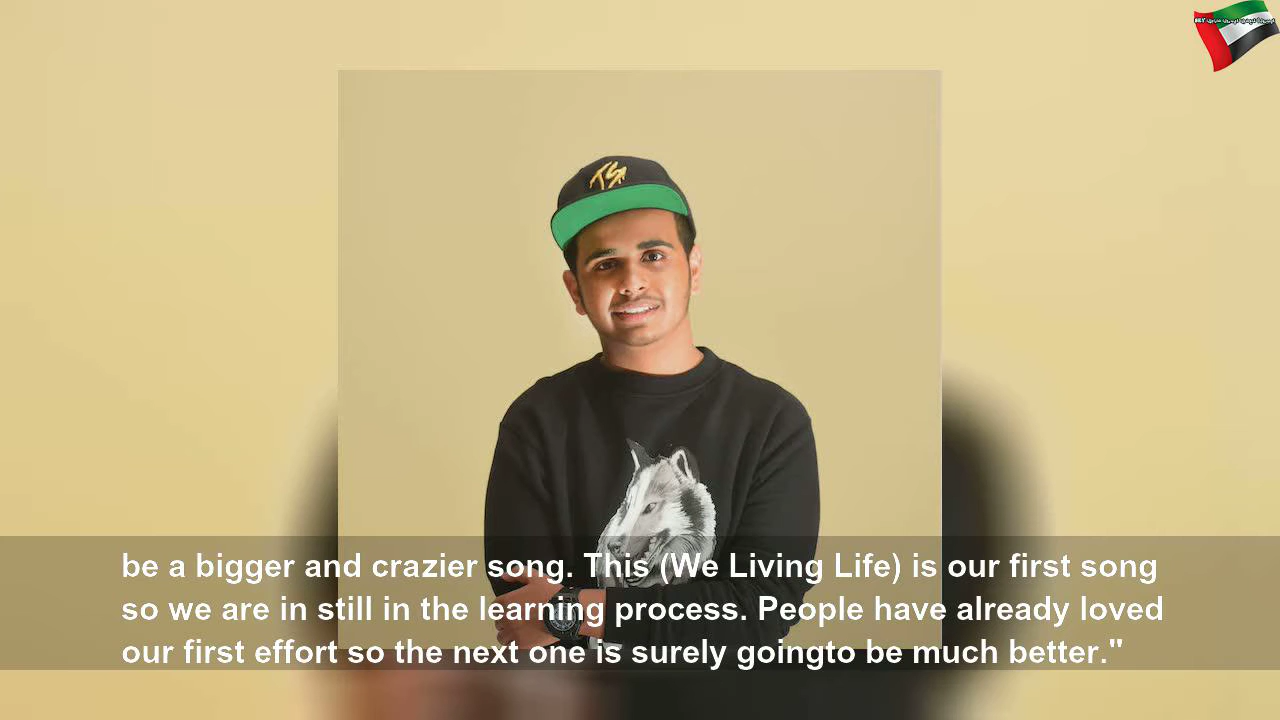 TSA
be a bigger and crazier song. This (We Living Life) is our first song
so we are in still in the learning process. People have already loved
our first effort so the next one is surely goingto be much better."